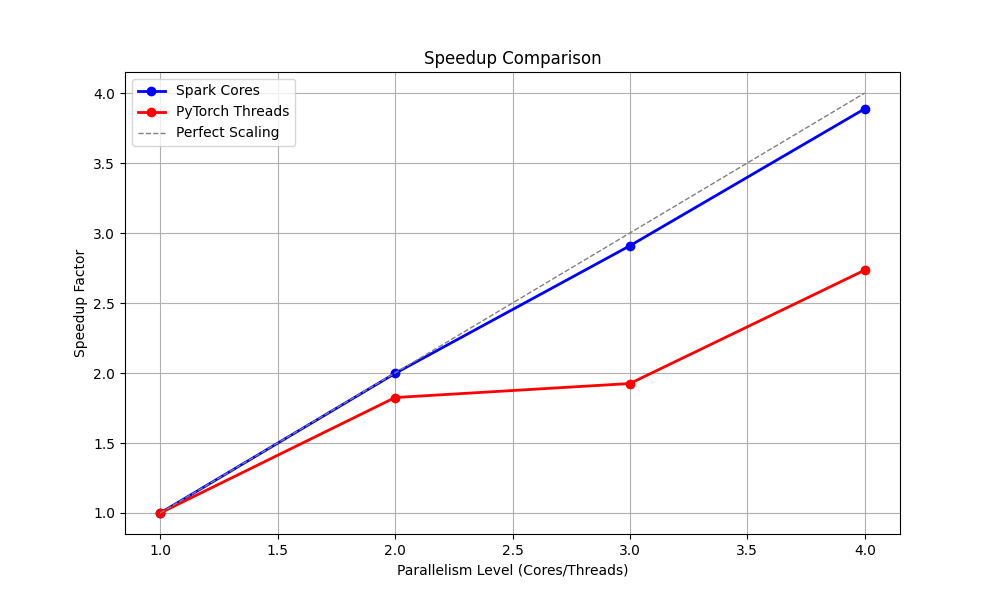 Speedup Comparison
Spark Cores
PyTorch Threads
Perfect Scaling
Speedup Factor
4.0
3.5
3.0
2.5
2.0
1.5
1.0
1.0 1.5 2.0 2.5 3.0 3.5 4.0
Parallelism Level (Cores/Threads)